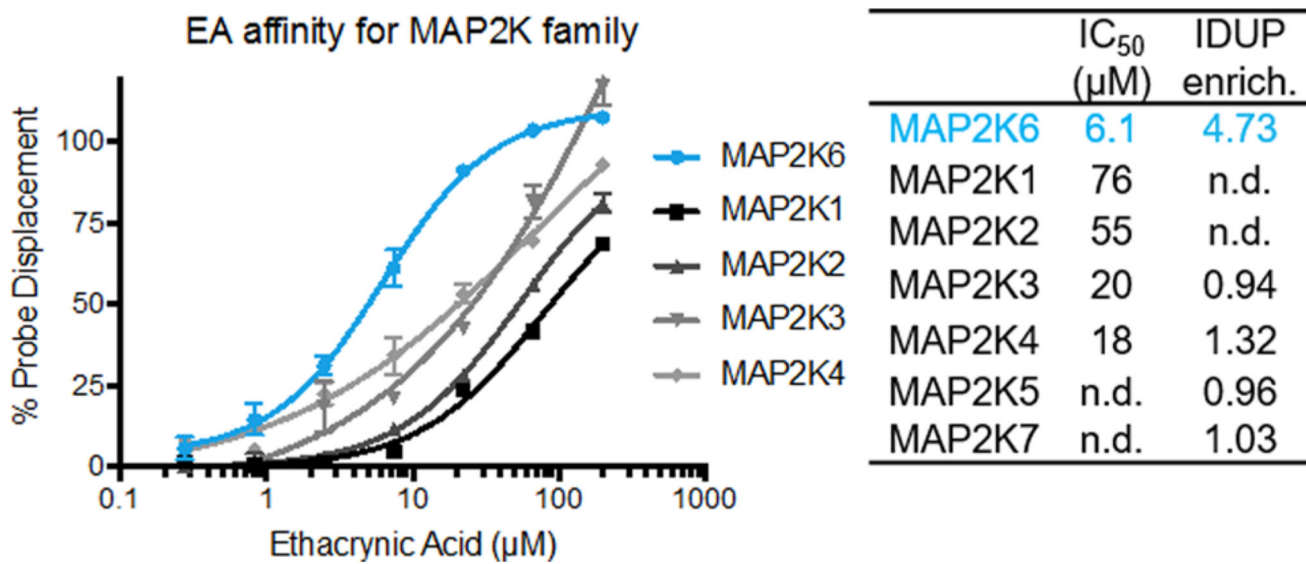 EA affinity for MAP2K family
% Probe Displacement
100
75
50
25
0
0.1 1 10 100 1000
Ethacrynic Acid (µM)
MAP2K6
MAP2K1
MAP2K2
MAP2K3
MAP2K4
IC50 IDUP
(µM) enrich.
MAP2K6 6.1 4.73
MAP2K1 76 n.d.
MAP2K2 55 n.d.
MAP2K3 20 0.94
MAP2K4 18 1.32
MAP2K5 n.d. 0.96
MAP2K7 n.d. 1.03